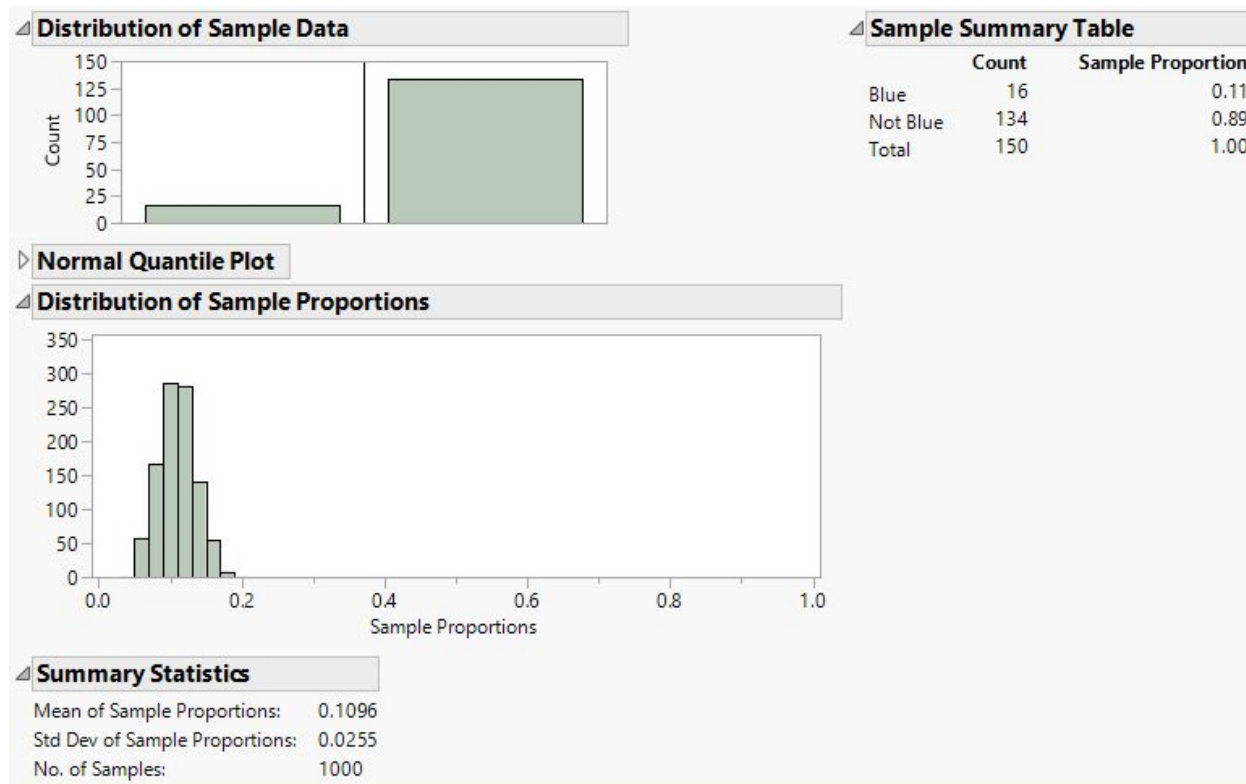 Distribution of Sample Data
150
125
100
75
50
25
0
Count
Sample Summary Table
Count Sample Proportion
Blue 16 0.11
Not Blue 134 0.89
Total 150 1.00
Normal Quantile Plot
Distribution of Sample Proportions
350
300
250
200
150
100
50
0
0.0 0.2 0.4 0.6 0.8 1.0
Sample Proportions
Summary Statistics
Mean of Sample Proportions: 0.1096
Std Dev of Sample Proportions: 0.0255
No. of Samples: 1000